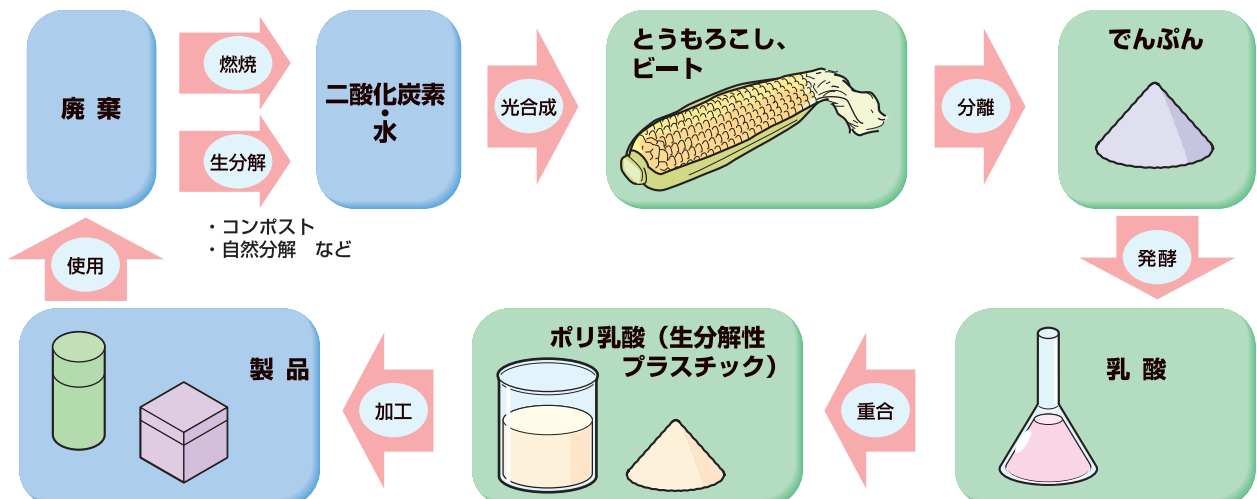 廃棄
燃焼
生分解
・コンポスト
・自然分解　など
二酸化炭素
・
水
光合成
とうもろこし、
ビート
分離
でんぷん
発酵
乳酸
重合
ポリ乳酸（生分解性
プラスチック）
加工
製品
使用